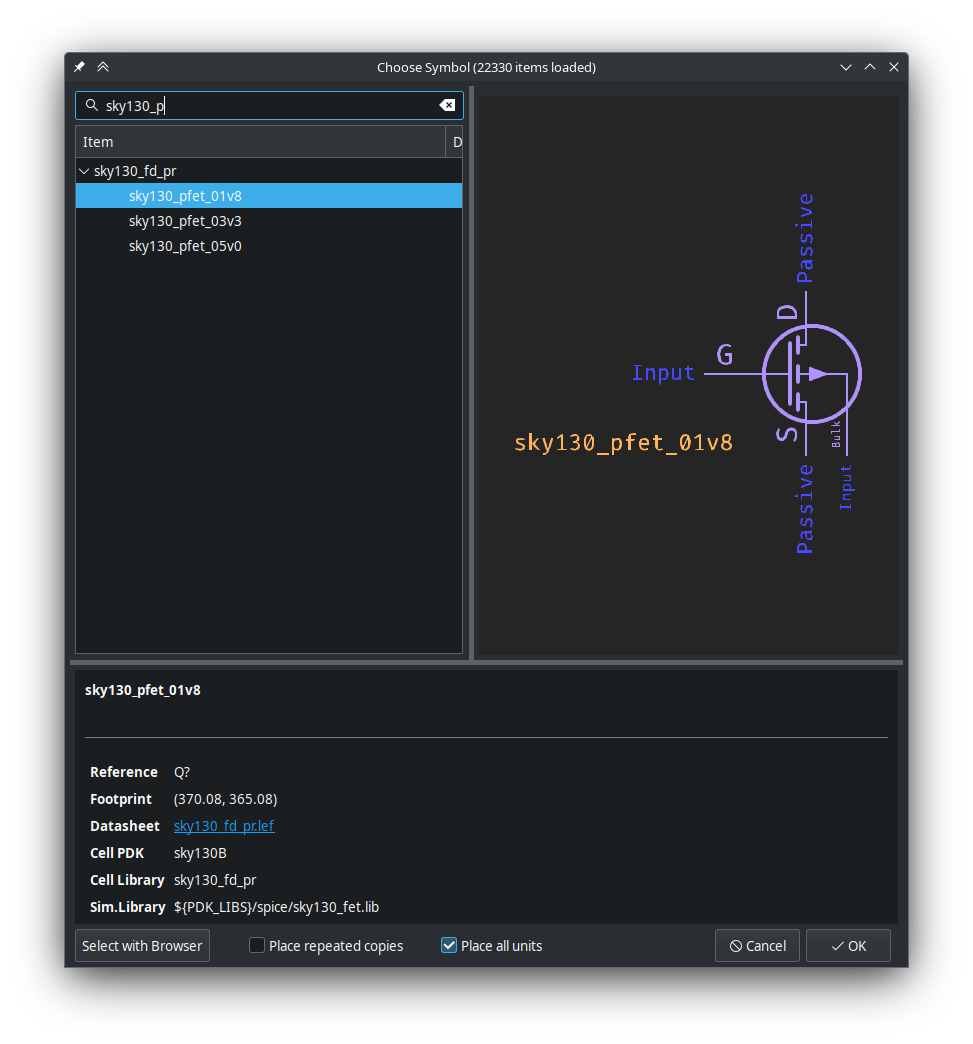 Choose Symbol (22330 items loaded)
sky130_p
Item
D
sky130_fd_pr
sky130_pfet_01v8
sky130_pfet_03v3
sky130_pfet_05v0
Passive
D
G
Input
S
Bulk
sky130_pfet_01v8
Passive
Input
sky130_pfet_01v8
Reference Q?
Footprint (370.08, 365.08)
Datasheet sky130_fd_pr.lef
Cell PDK sky130B
Cell Library sky130_fd_pr
Sim.Library ${PDK_LIBS}/spice/sky130_fet.lib
Select with Browser
Place repeated copies
Place all units
Cancel
OK